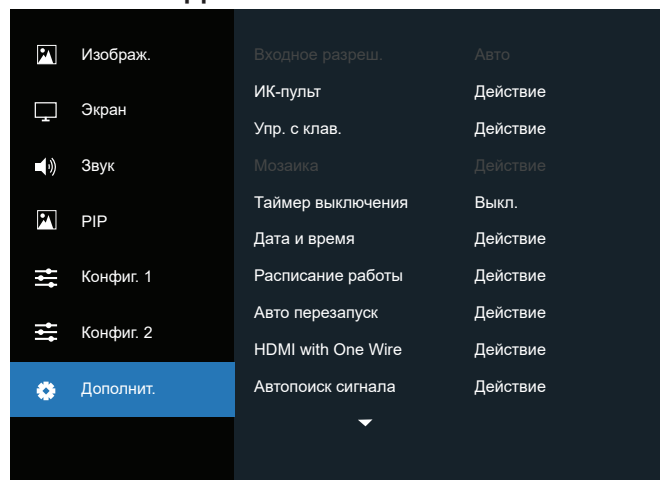 Изображ.
Экран
Звук
PIP
Конфиг. 1
Конфиг. 2
Дополнит.
Входное разреш. Авто
ИК-пульт Действие
Упр. с клав. Действие
Мозаика Действие
Таймер выключения Выкл.
Дата и время Действие
Расписание работы Действие
Авто перезапуск Действие
HDMI with One Wire Действие
Автопоиск сигнала Действие